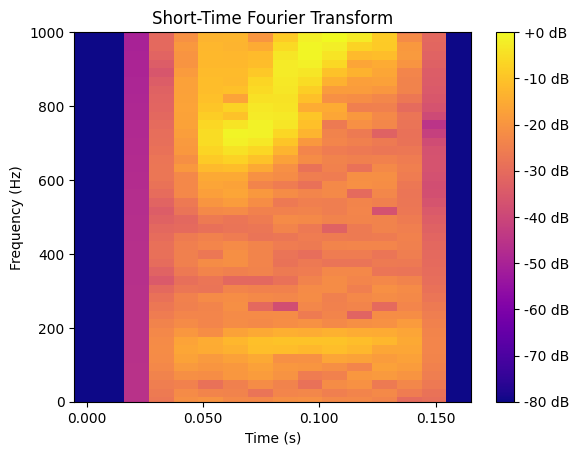 Short-Time Fourier Transform
Frequency (Hz)
1000
800
600
400
200
0
0.000
0.050
0.100
0.150
Time (s)
+0 dB
-10 dB
-20 dB
-30 dB
-40 dB
-50 dB
-60 dB
-70 dB
-80 dB